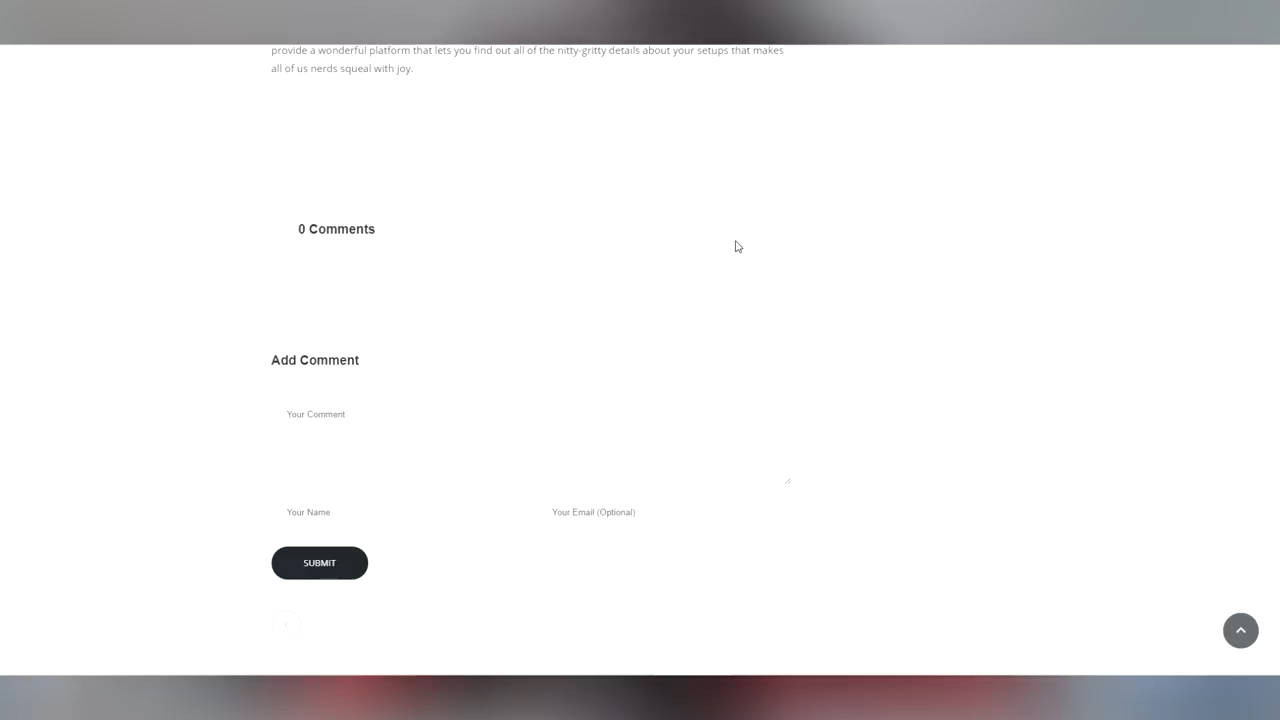 provide a wonderful platform that lets you find out all of the nitty-gritty details about your setups that makes
all of us nerds squeal with joy.
0 Comments
Add Comment
Your Comment
Your Name
Your Email (Optional)
SUBMIT